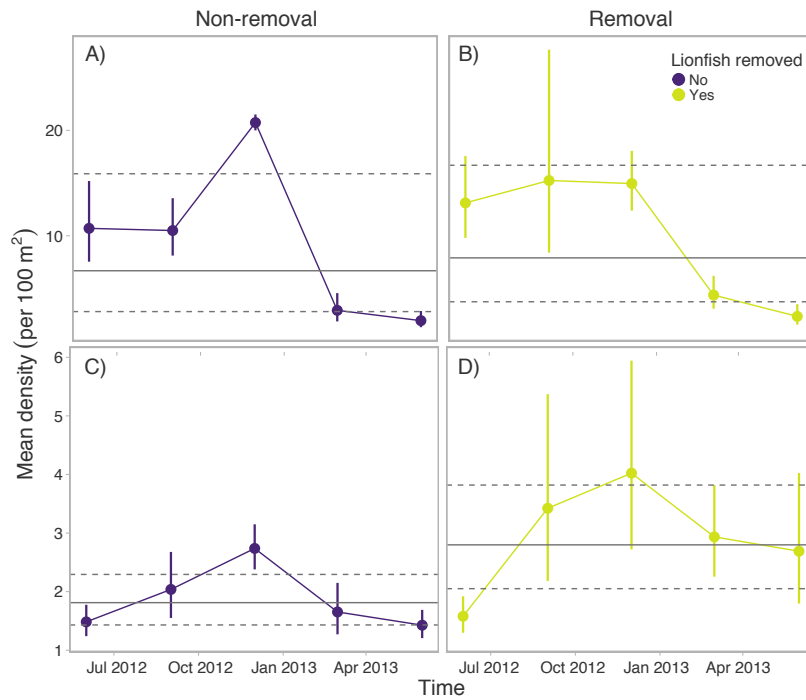 Non-removal
Removal
A)
B)
Lionfish removed
No
Yes
20
10
Mean density (per 100 m²)
C)
D)
6
5
4
3
2
1
Jul 2012 Oct 2012 Jan 2013 Apr 2013
Jul 2012 Oct 2012 Jan 2013 Apr 2013
Time